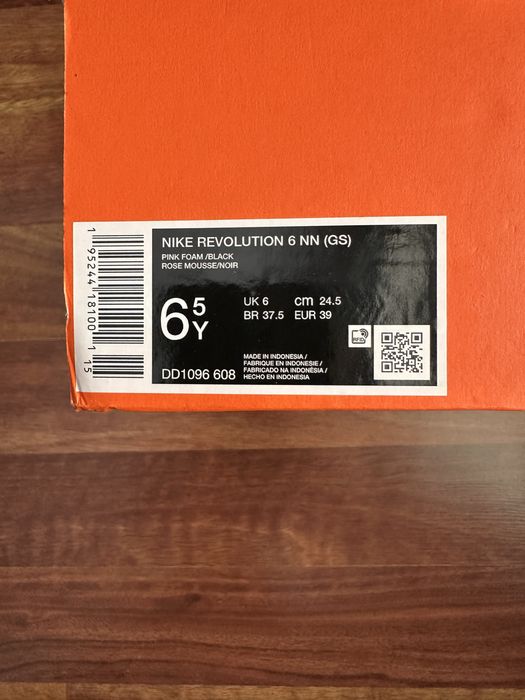 1 95244 18100 1 15
NIKE REVOLUTION 6 NN (GS)
PINK FOAM /BLACK
ROSE MOUSSE/NOIR
6 5 Y
UK 6 cm 24.5
BR 37.5 EUR 39
DD1096 608
MADE IN INDONESIA /
FABRIQUE EN INDONESIE /
FABRICADO NA INDONÉSIA /
HECHO EN INDONESIA
RFID